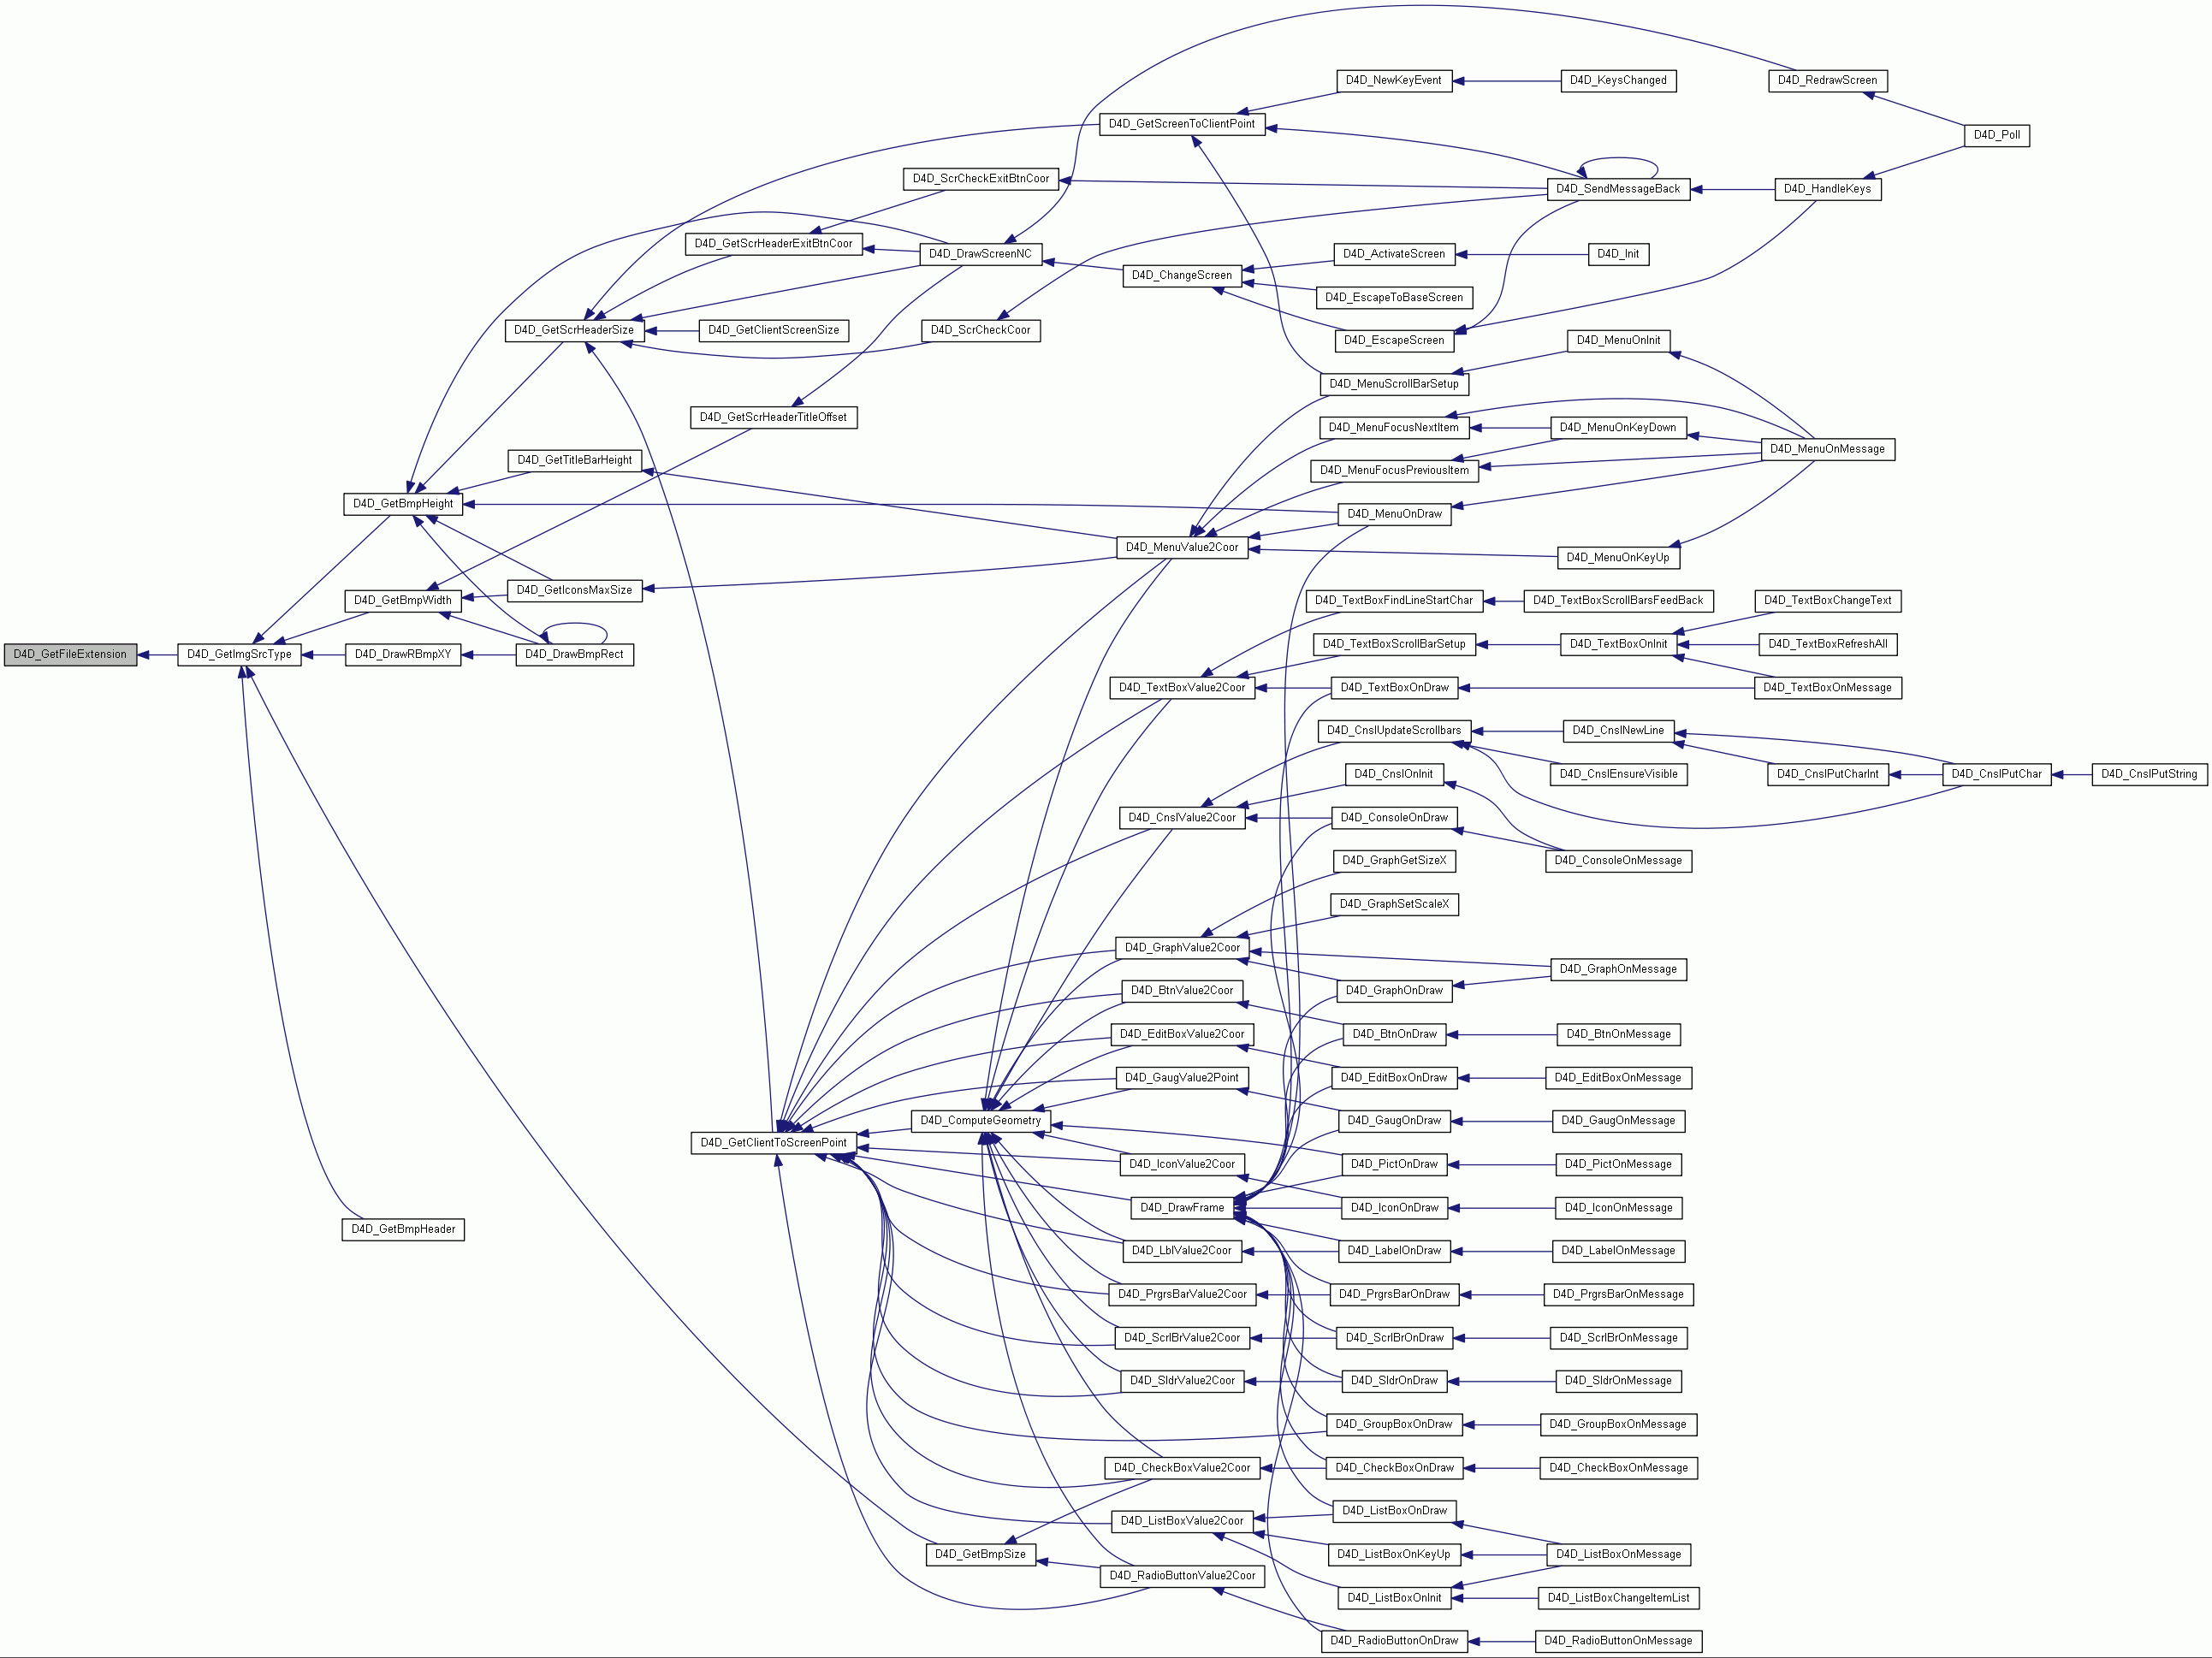 D4D_GetFileExtension
D4D_GetImgSrcType
D4D_GetBmpHeight
D4D_GetBmpWidth
D4D_DrawRBmpXY
D4D_GetBmpHeader
D4D_GetScrHeaderSize
D4D_GetTitleBarHeight
D4D_GetIconsMaxSize
D4D_DrawBmpRect
D4D_GetScrHeaderExitBtnCoor
D4D_GetClientScreenSize
D4D_GetScrHeaderTitleOffset
D4D_GetClientToScreenPoint
D4D_ScrCheckExitBtnCoor
D4D_DrawScreenNC
D4D_ScrCheckCoor
D4D_ComputeGeometry
D4D_GetBmpSize
D4D_GetScreenToClientPoint
D4D_ChangeScreen
D4D_MenuValue2Coor
D4D_TextBoxValue2Coor
D4D_CnslValue2Coor
D4D_GraphValue2Coor
D4D_BtnValue2Coor
D4D_EditBoxValue2Coor
D4D_GaugValue2Point
D4D_IconValue2Coor
D4D_DrawFrame
D4D_LblValue2Coor
D4D_PrgrsBarValue2Coor
D4D_ScrlBrValue2Coor
D4D_SldrValue2Coor
D4D_CheckBoxValue2Coor
D4D_ListBoxValue2Coor
D4D_RadioButtonValue2Coor
D4D_NewKeyEvent
D4D_ActivateScreen
D4D_EscapeToBaseScreen
D4D_EscapeScreen
D4D_MenuScrollBarSetup
D4D_MenuFocusNextItem
D4D_MenuFocusPreviousItem
D4D_MenuOnDraw
D4D_TextBoxFindLineStartChar
D4D_TextBoxScrollBarSetup
D4D_TextBoxOnDraw
D4D_CnslUpdateScrollbars
D4D_CnslOnInit
D4D_ConsoleOnDraw
D4D_GraphGetSizeX
D4D_GraphSetScaleX
D4D_GraphOnDraw
D4D_BtnOnDraw
D4D_EditBoxOnDraw
D4D_GaugOnDraw
D4D_PictOnDraw
D4D_IconOnDraw
D4D_LabelOnDraw
D4D_PrgrsBarOnDraw
D4D_ScrlBrOnDraw
D4D_SldrOnDraw
D4D_GroupBoxOnDraw
D4D_CheckBoxOnDraw
D4D_ListBoxOnDraw
D4D_ListBoxOnKeyUp
D4D_ListBoxOnInit
D4D_RadioButtonOnDraw
D4D_KeysChanged
D4D_SendMessageBack
D4D_Init
D4D_MenuOnInit
D4D_MenuOnKeyDown
D4D_MenuOnKeyUp
D4D_TextBoxScrollBarsFeedBack
D4D_TextBoxOnInit
D4D_CnslNewLine
D4D_CnslEnsureVisible
D4D_ConsoleOnMessage
D4D_GraphOnMessage
D4D_BtnOnMessage
D4D_EditBoxOnMessage
D4D_GaugOnMessage
D4D_PictOnMessage
D4D_IconOnMessage
D4D_LabelOnMessage
D4D_PrgrsBarOnMessage
D4D_ScrlBrOnMessage
D4D_SldrOnMessage
D4D_GroupBoxOnMessage
D4D_CheckBoxOnMessage
D4D_ListBoxOnMessage
D4D_ListBoxChangeItemList
D4D_RadioButtonOnMessage
D4D_RedrawScreen
D4D_HandleKeys
D4D_MenuOnMessage
D4D_TextBoxChangeText
D4D_TextBoxRefreshAll
D4D_TextBoxOnMessage
D4D_CnslPutCharInt
D4D_Poll
D4D_CnslPutChar
D4D_CnslPutString